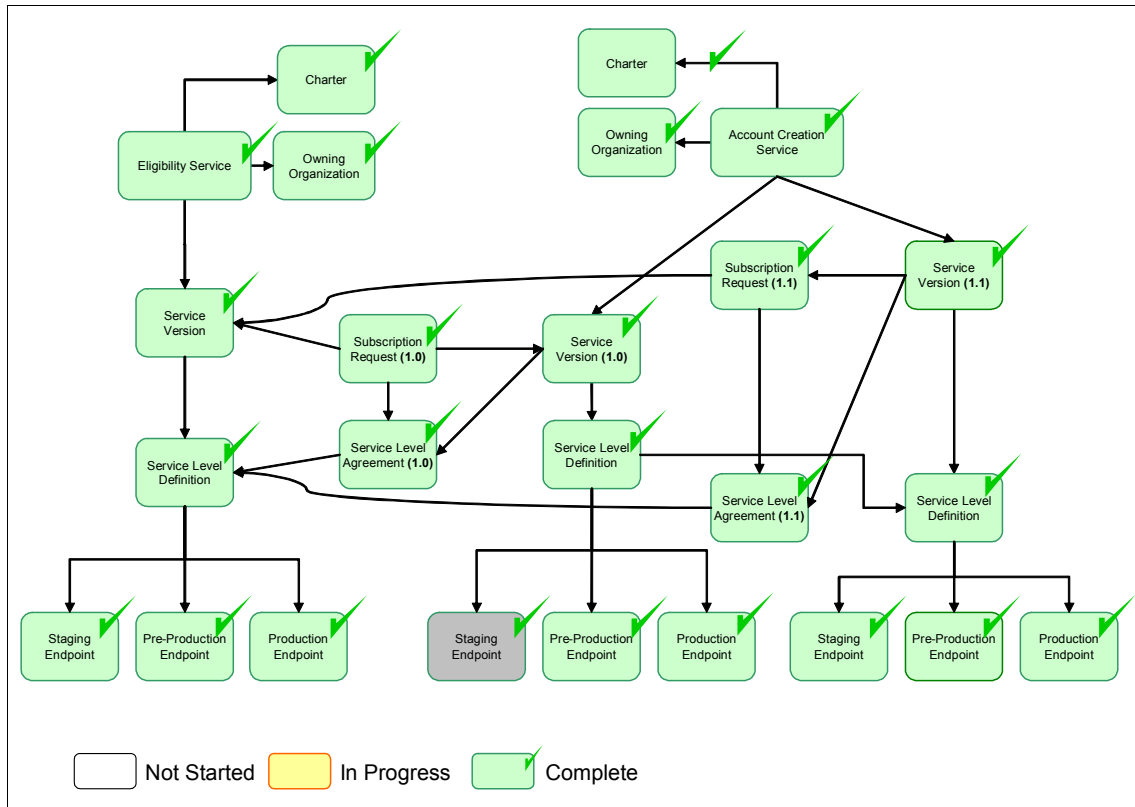 Charter
Charter
Eligibility Service
Owning
Organization
Owning
Organization
Account Creation
Service
Service
Version
Subscription
Request (1.0)
Service
Version (1.0)
Subscription
Request (1.1)
Service
Version (1.1)
Service Level
Definition
Service Level
Agreement (1.0)
Service Level
Definition
Service Level
Agreement (1.1)
Service Level
Definition
Staging
Endpoint
Pre-Production
Endpoint
Production
Endpoint
Staging
Endpoint
Pre-Production
Endpoint
Production
Endpoint
Staging
Endpoint
Pre-Production
Endpoint
Production
Endpoint
Not Started
In Progress
Complete